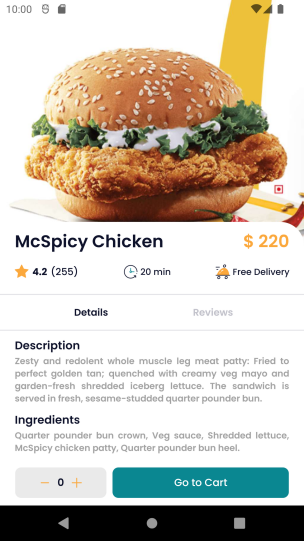 10:00
McSpicy Chicken
$ 220
4.2 (255)
20 min
Free Delivery
Details
Reviews
Description
Zesty and redolent whole muscle leg meat patty: Fried to
perfect golden tan; quenched with creamy veg mayo and
garden-fresh shredded iceberg lettuce. The sandwich is
served in fresh, sesame-studded quarter pounder bun.
Ingredients
Quarter pounder bun crown, Veg sauce, Shredded lettuce,
McSpicy chicken patty, Quarter pounder bun heel.
− 0 +
Go to Cart